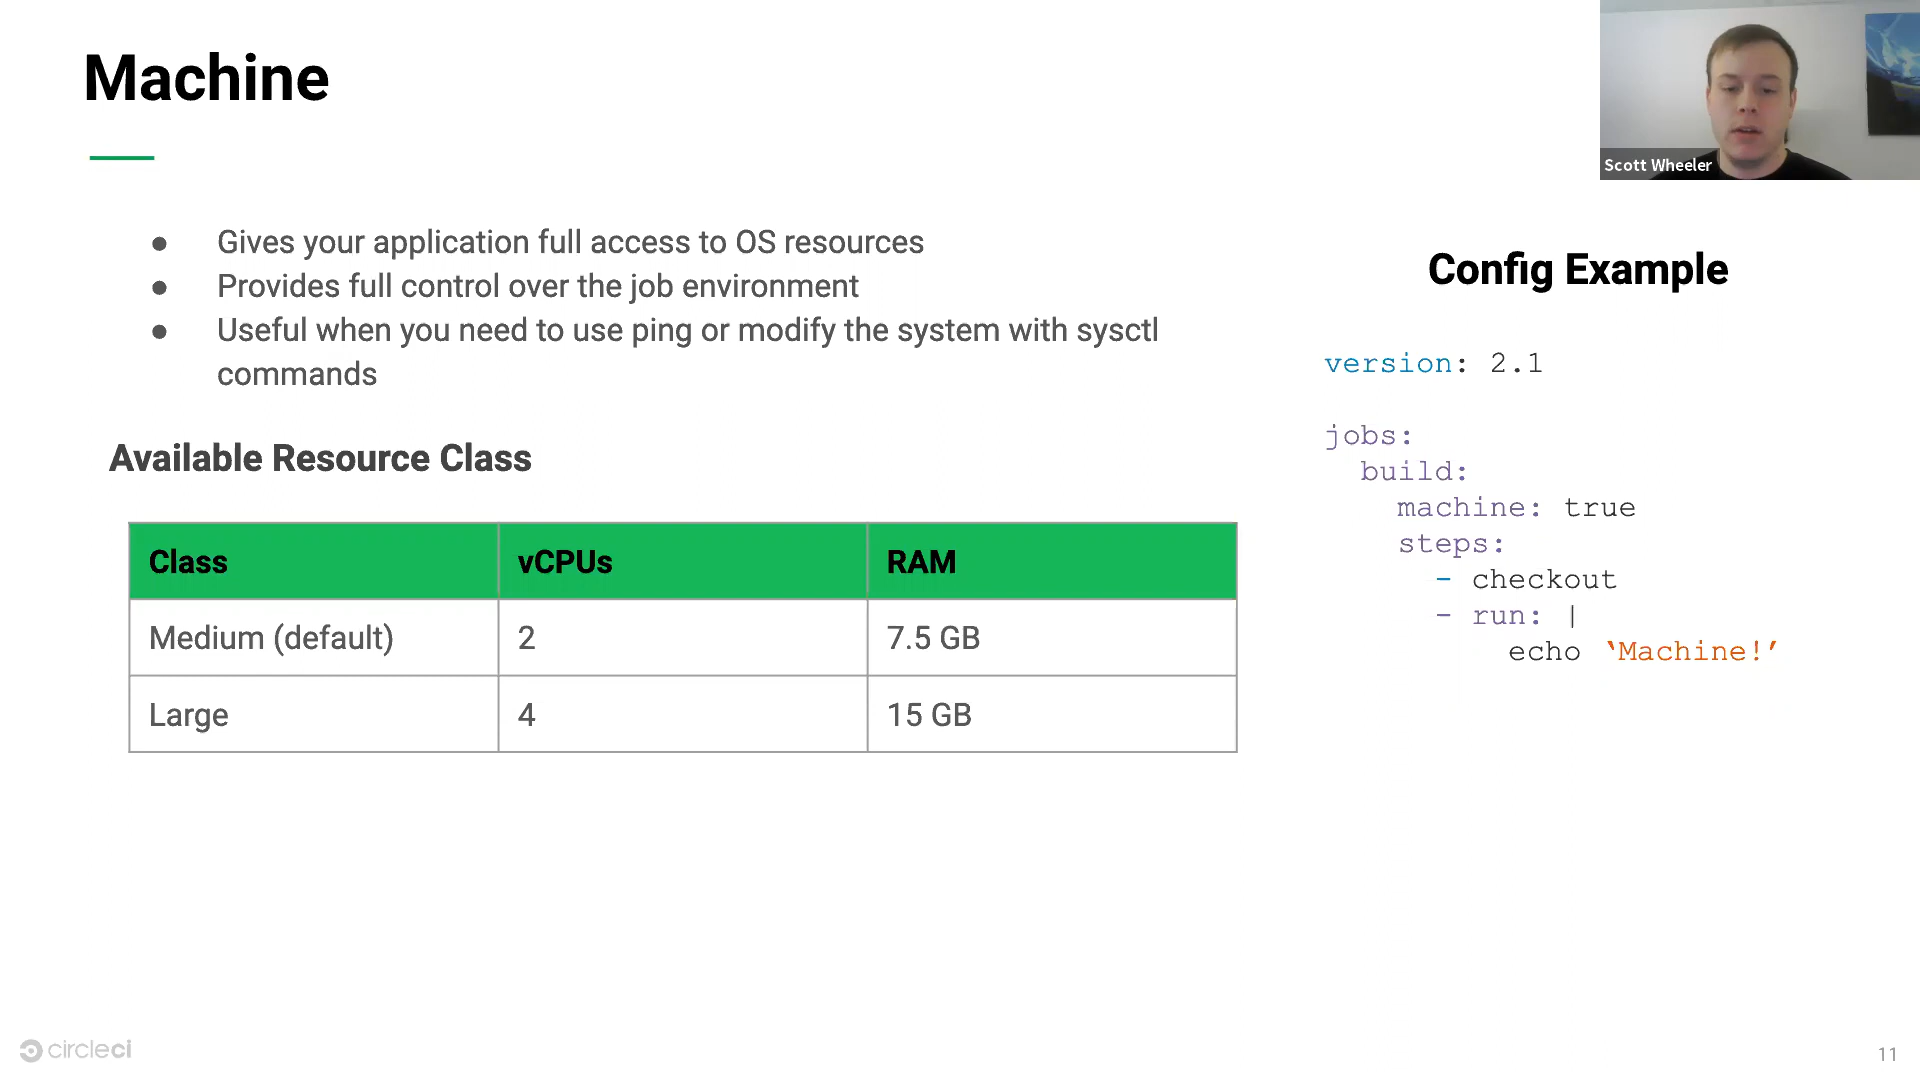 Machine
Scott Wheeler
● Gives your application full access to OS resources
● Provides full control over the job environment
● Useful when you need to use ping or modify the system with sysctl
commands
Available Resource Class
Class vCPUs RAM
Medium (default) 2 7.5 GB
Large 4 15 GB
Config Example
version: 2.1
jobs:
build:
machine: true
steps:
- checkout
- run: |
echo ‘Machine!’
circleci
11